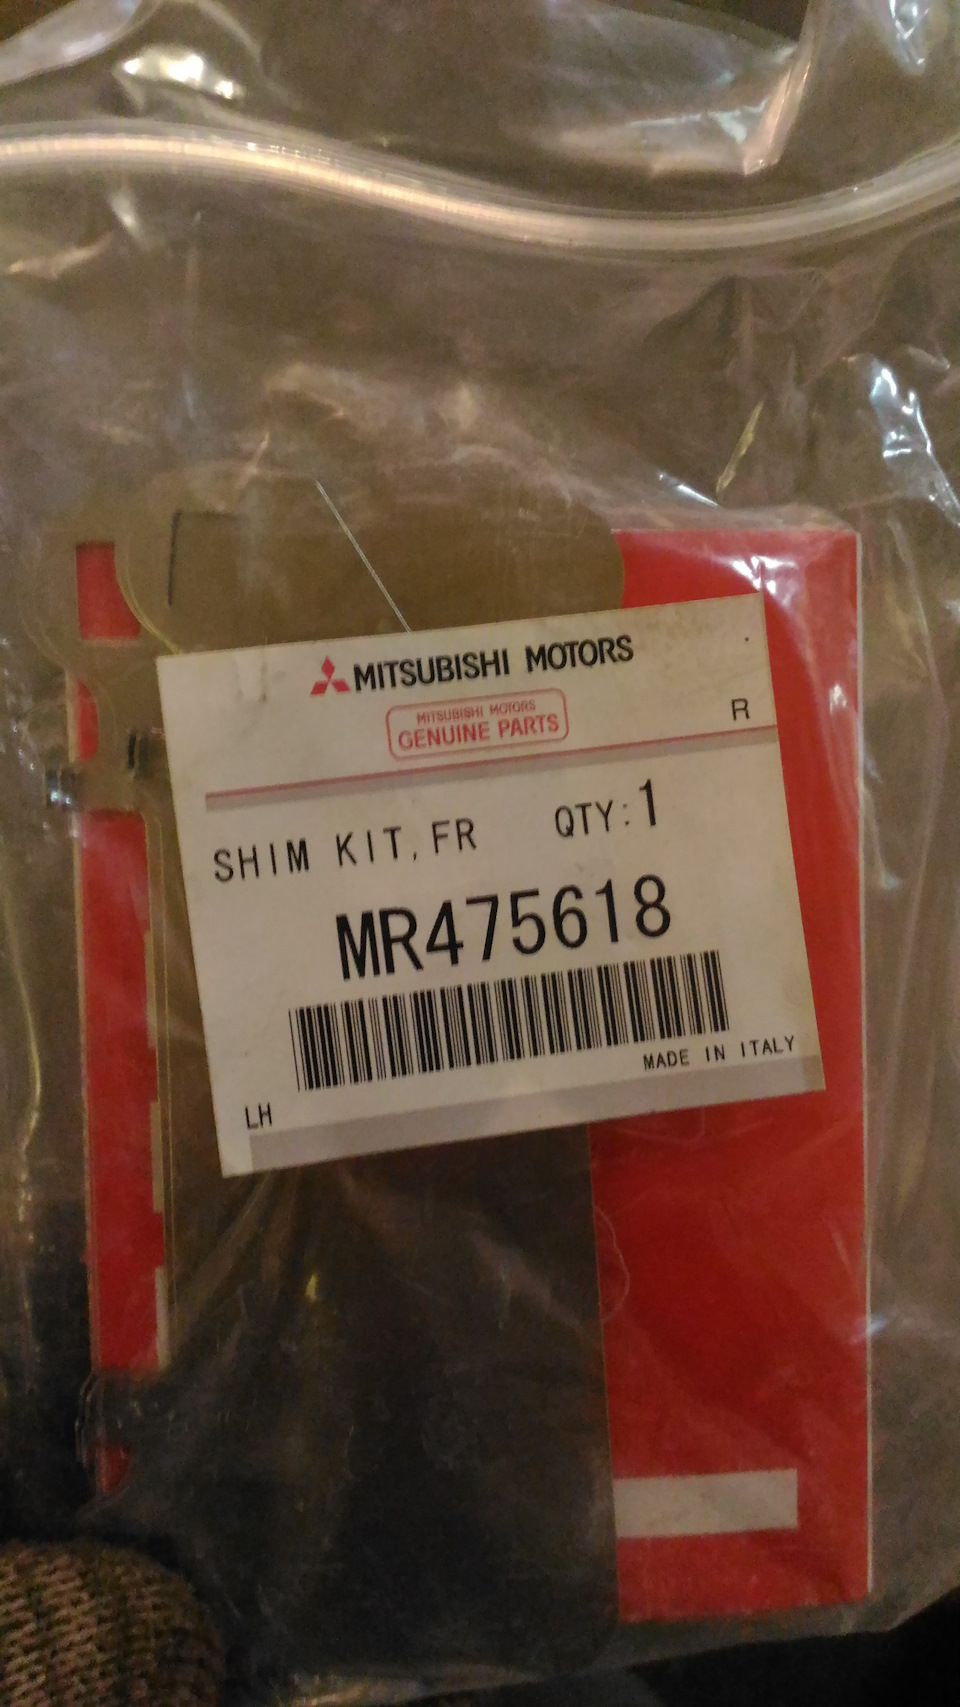 MITSUBISHI MOTORS
MITSUBISHI MOTORS
GENUINE PARTS
R
SHIM KIT, FR QTY:1
MR475618
MADE IN ITALY
LH